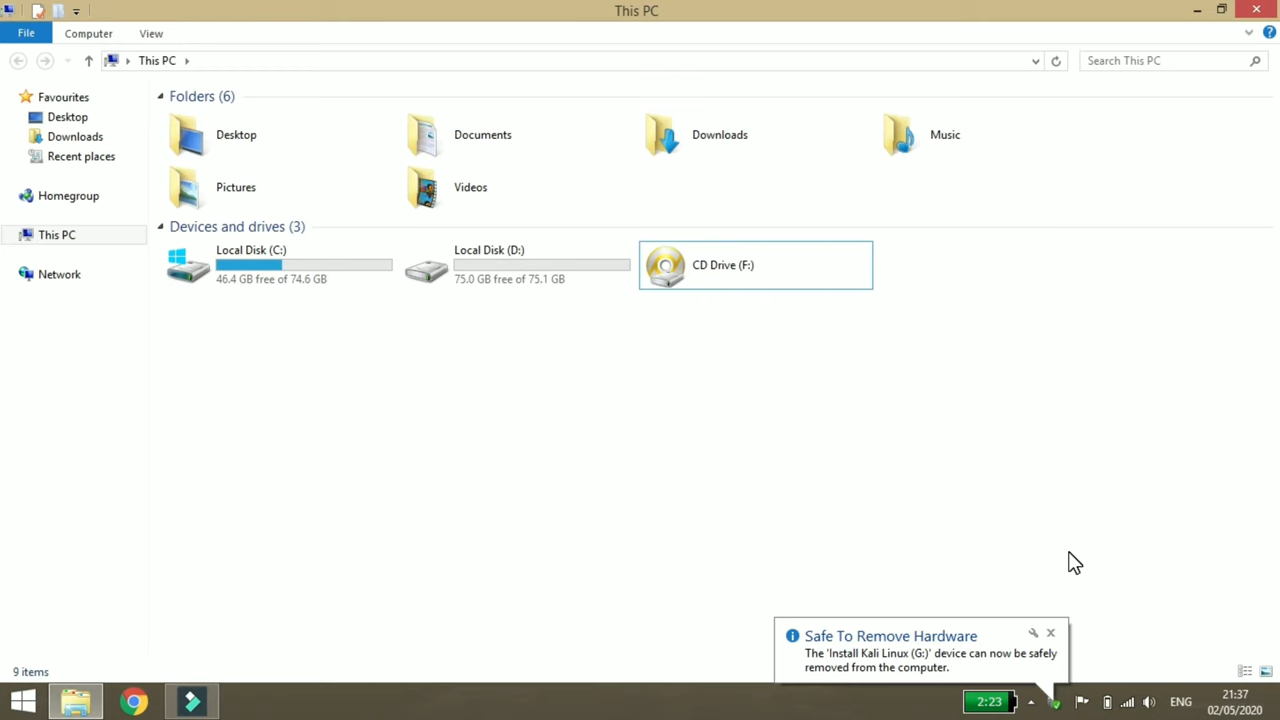 This PC
File
Computer
View
This PC
Search This PC
Favourites
Desktop
Downloads
Recent places
Homegroup
This PC
Network
Folders (6)
Desktop
Documents
Downloads
Music
Pictures
Videos
Devices and drives (3)
Local Disk (C:)
46.4 GB free of 74.6 GB
Local Disk (D:)
75.0 GB free of 75.1 GB
CD Drive (F:)
Safe To Remove Hardware
The 'Install Kali Linux (G:)' device can now be safely
removed from the computer.
9 items
2:23
ENG
21:37
02/05/2020